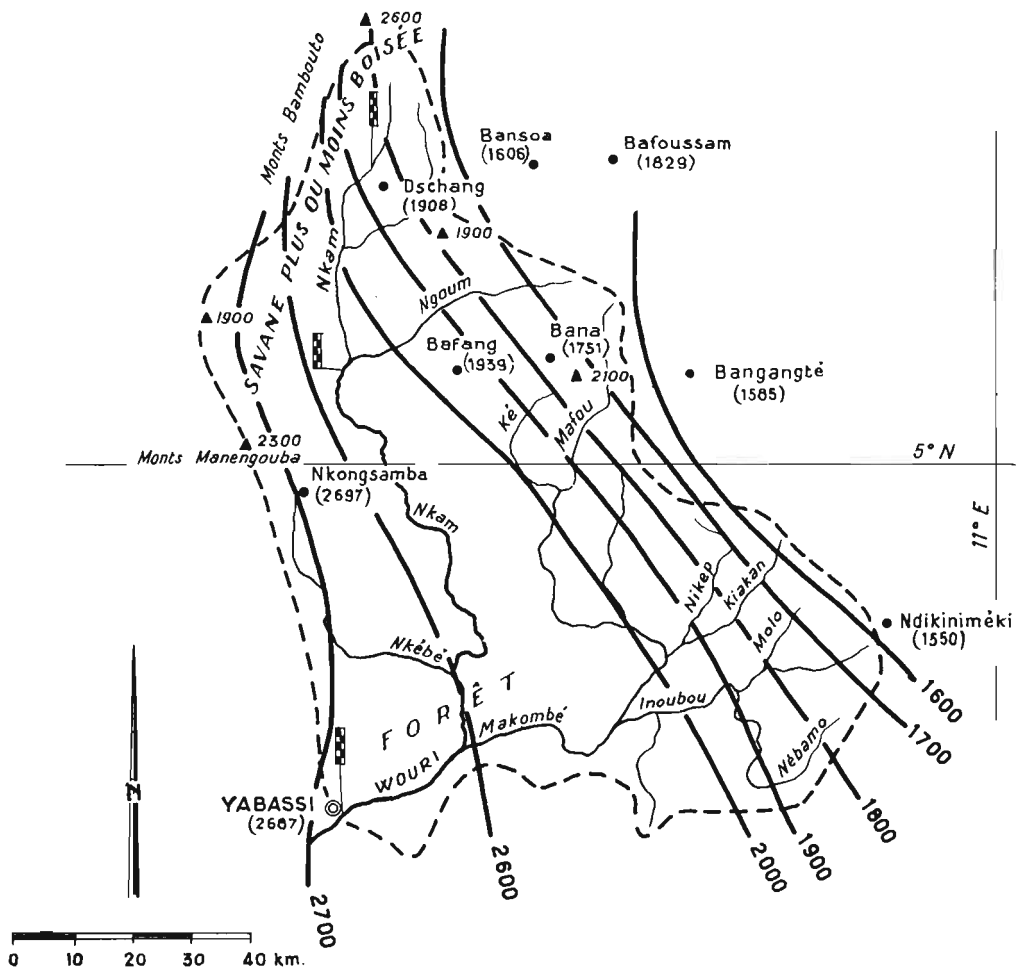 2600
Monts Bambouto
SAVANE PLUS OU MOINS BOISÉE
Bansoa
(1606)
Bafoussam
(1829)
Dschang
(1908)
1900
Nkam
Ngoum
1900
Bafang
(1939)
Bana
(1751)
2100
Bangangté
(1585)
Ké
Mafou
2300
Monts Manengouba
5° N
Nkongsamba
(2697)
Nkam
11° E
Nikep
Kiakan
Ndikiniméki
(1550)
Molo
Nkébé
FORÊT
Inoubou
Makombé
1600
1700
WOURI
Nébamo
YABASSI
(2687)
1800
1900
2000
2600
2700
N
0 10 20 30 40 km.